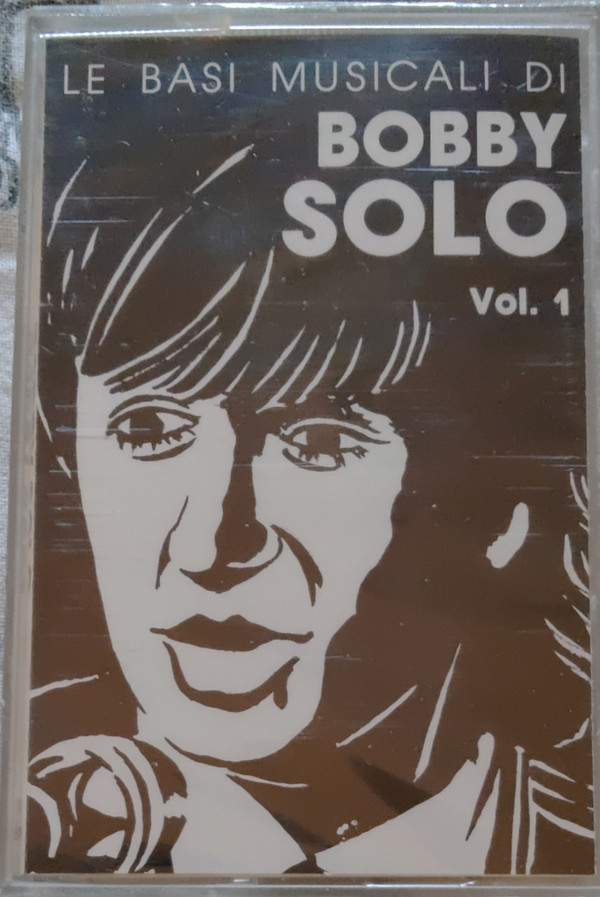 LE BASI MUSICALI DI
BOBBY
SOLO
Vol. 1